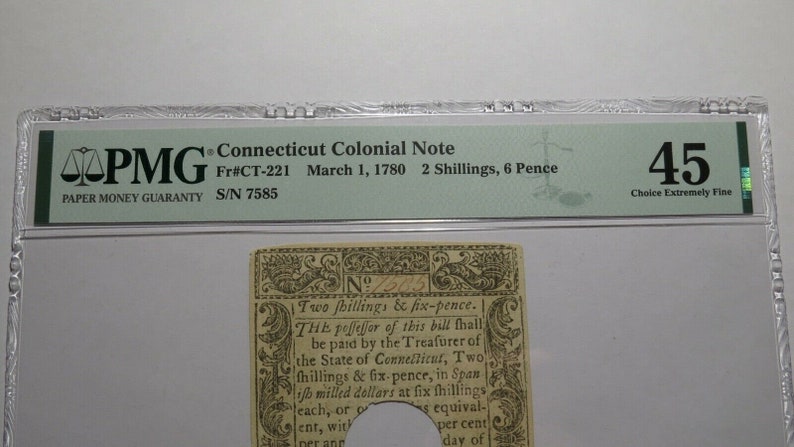 PMG® Connecticut Colonial Note
Fr#CT-221 March 1, 1780 2 Shillings, 6 Pence
PAPER MONEY GUARANTY S/N 7585
45
Choice Extremely Fine
No 7585
Two ſhillings & ſix-pence.
THE poſſeſſor of this bill ſhall
be paid by the Treaſurer of
the State of Connecticut, Two
ſhillings & ſix-pence, in Span
iſh milled dollars at ſix ſhillings
each, or equival-
ent, per cent
per day of